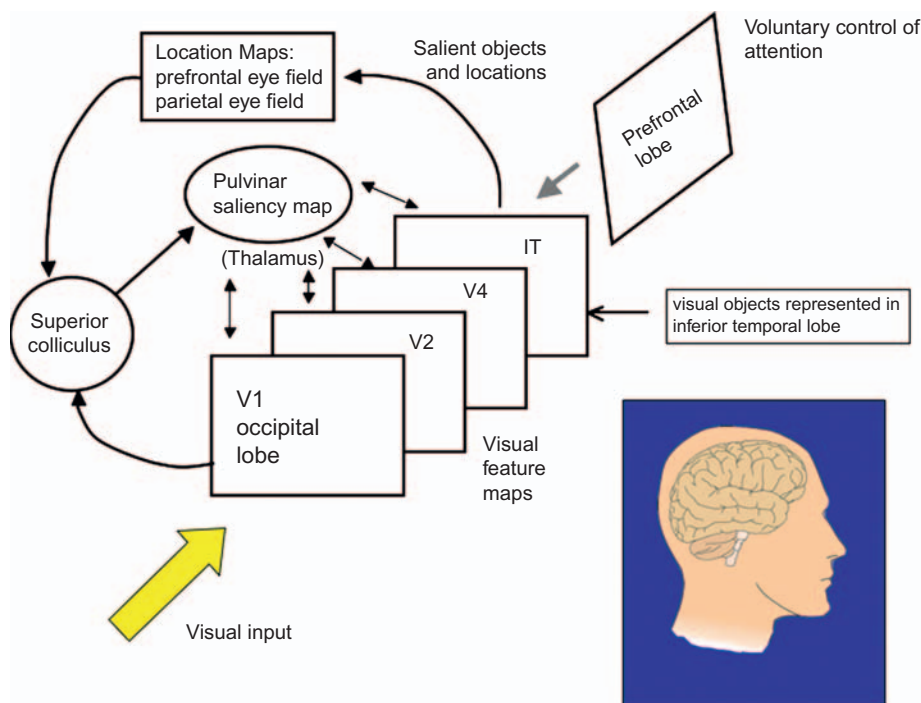 Voluntary control of
attention
Salient objects
and locations
Location Maps:
prefrontal eye field
parietal eye field
Prefrontal
lobe
Pulvinar
saliency map
(Thalamus)
IT
V4
V2
V1
occipital
lobe
Superior
colliculus
visual objects represented in
inferior temporal lobe
Visual
feature
maps
Visual input